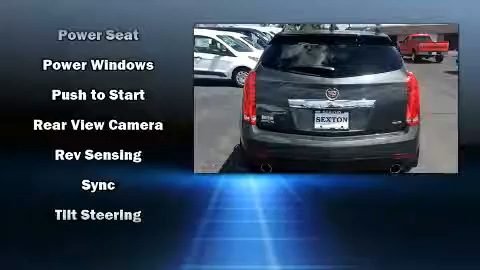 Power Seat
Power Windows
Push to Start
Rear View Camera
Rev Sensing
Sync
Tilt Steering
SEXTON